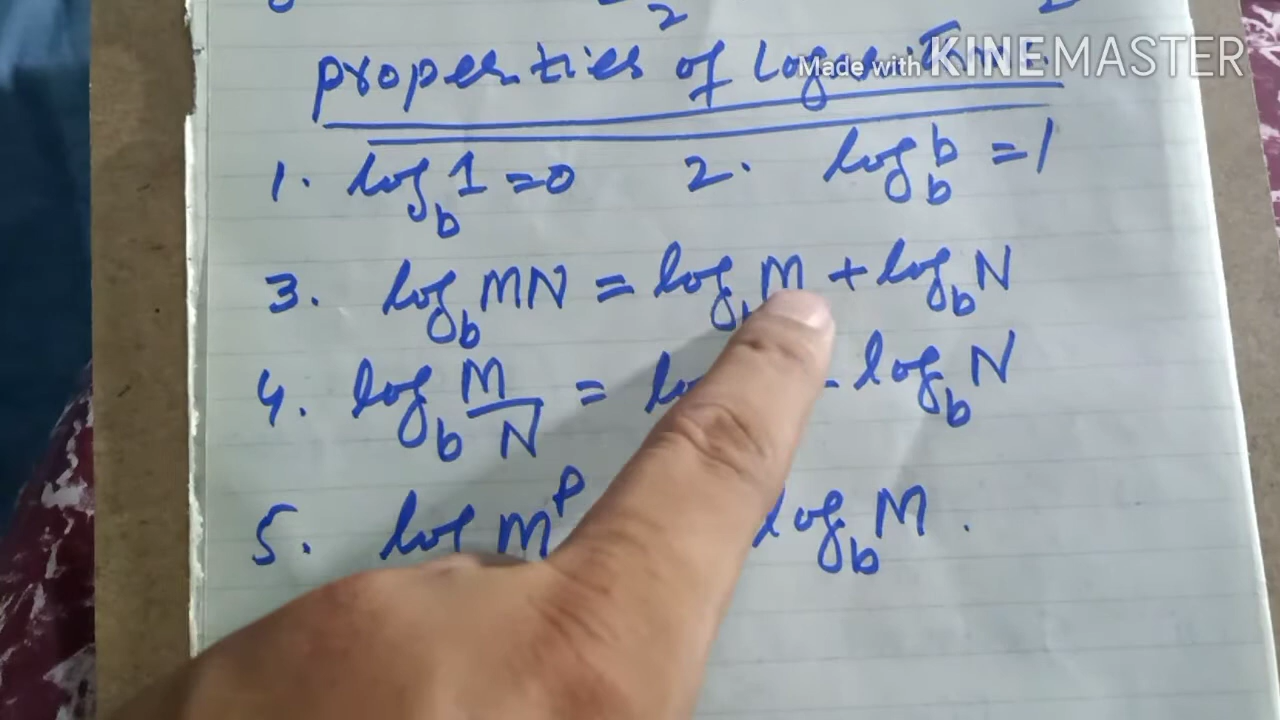 properties of
Made with KINEMASTER
1. log_b 1 = 0 2. log_b b = 1
3. log_b MN = log_b M + log_b N
4. log_b M/N = - log_b N
5. log M^P log_b M.